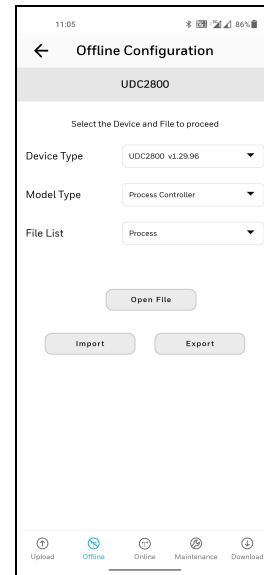 11:05 86%
Offline Configuration
UDC2800
Select the Device and File to proceed
Device Type UDC2800 v1.29.96
Model Type Process Controller
File List Process
Open File
Import Export
Upload Offline Online Maintenance Download